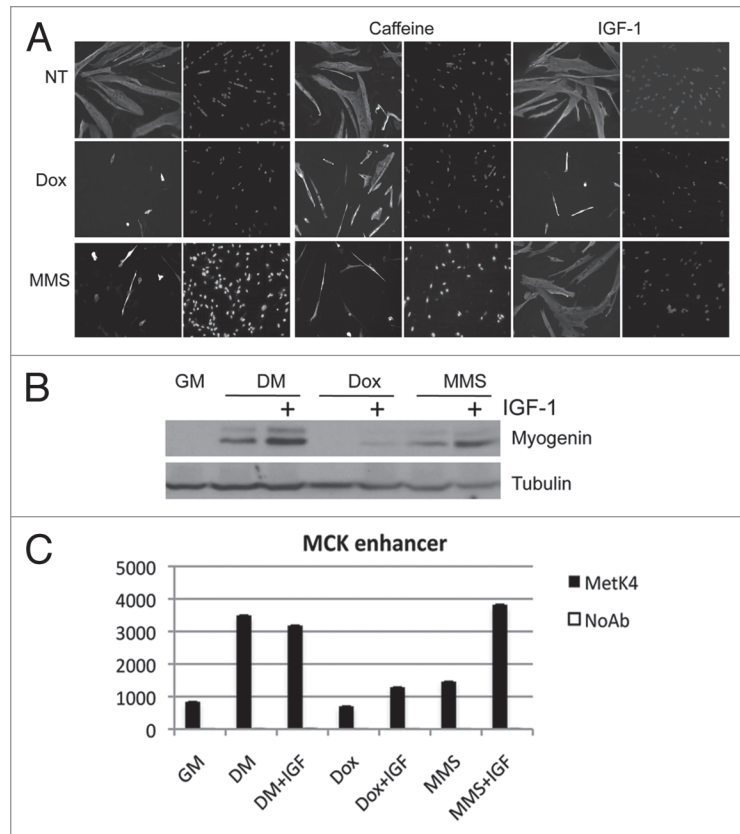 A
Caffeine IGF-1
NT
Dox
MMS
B
GM DM Dox MMS
+ + + IGF-1
Myogenin
Tubulin
C
MCK enhancer
5000
4000
3000
2000
1000
0
GM DM DM+IGF Dox Dox+IGF MMS MMS+IGF
MetK4
NoAb